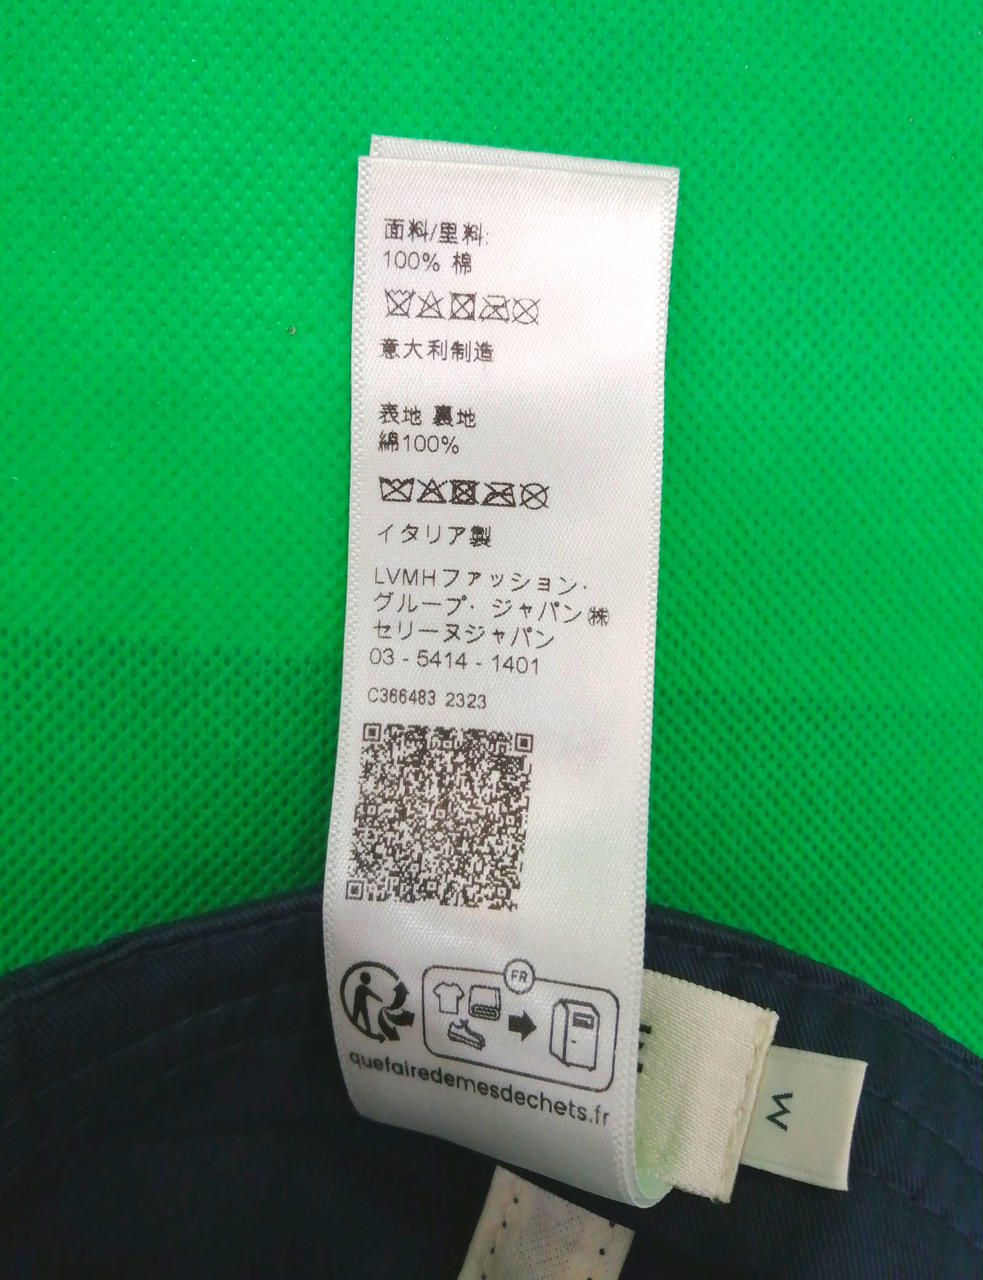 面料/里料:
100% 棉
意大利制造
表地 裏地
綿100%
イタリア製
LVMHファッション・
グループ・ジャパン㈱
セリーヌジャパン
03 - 5414 - 1401
C366483 2323
FR
quefairedemesdechets.fr
M